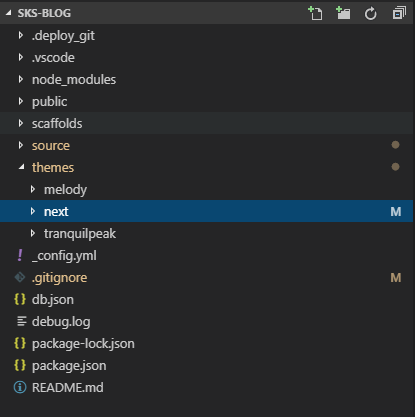 SKS-BLOG
.deploy_git
.vscode
node_modules
public
scaffolds
source
themes
melody
next M
tranquilpeak
_config.yml
.gitignore M
db.json
debug.log
package-lock.json
package.json
README.md